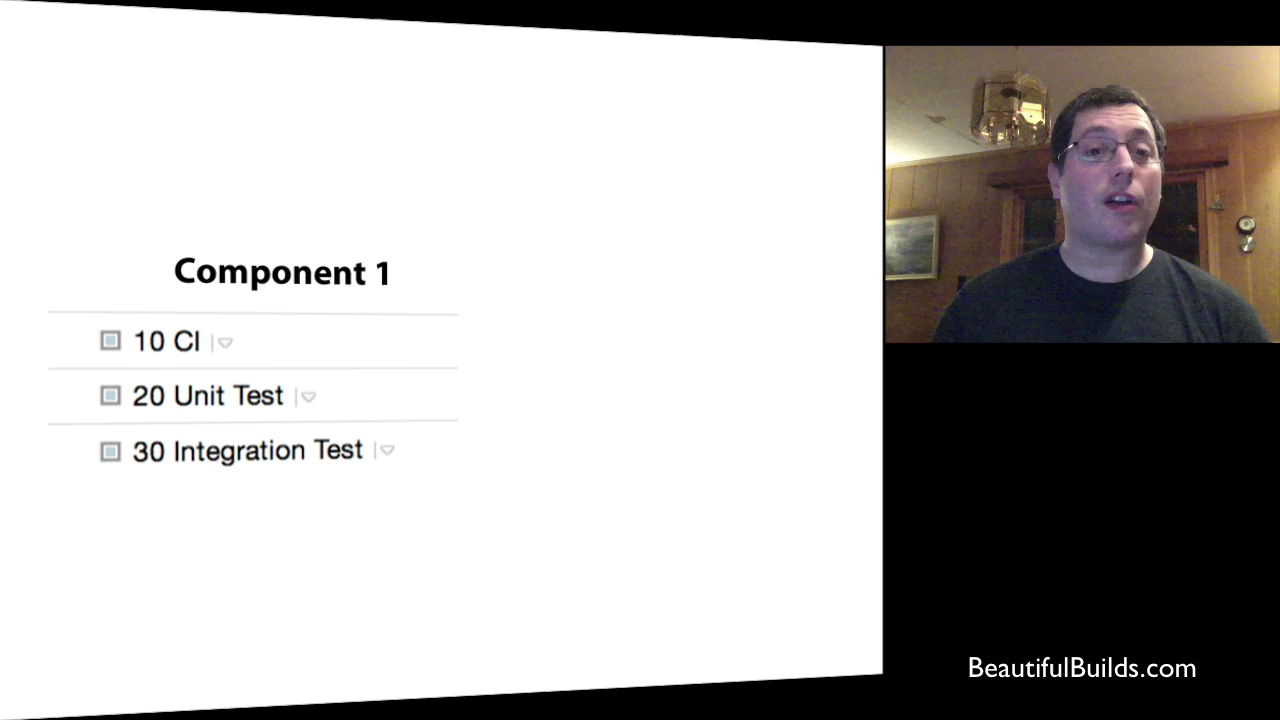 Component 1
10 CI
20 Unit Test
30 Integration Test
BeautifulBuilds.com